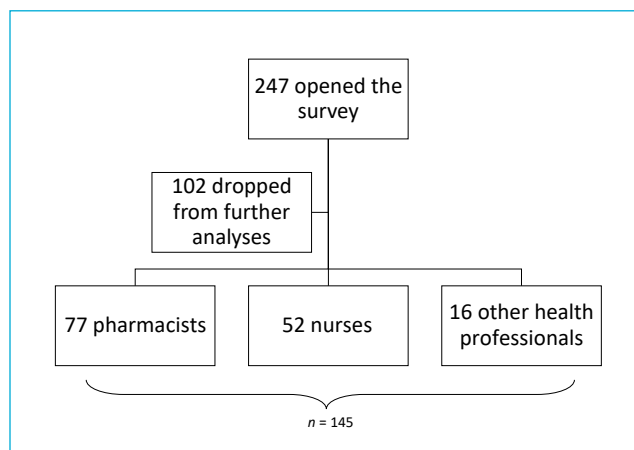 247 opened the
survey
102 dropped
from further
analyses
77 pharmacists
52 nurses
16 other health
professionals
n = 145